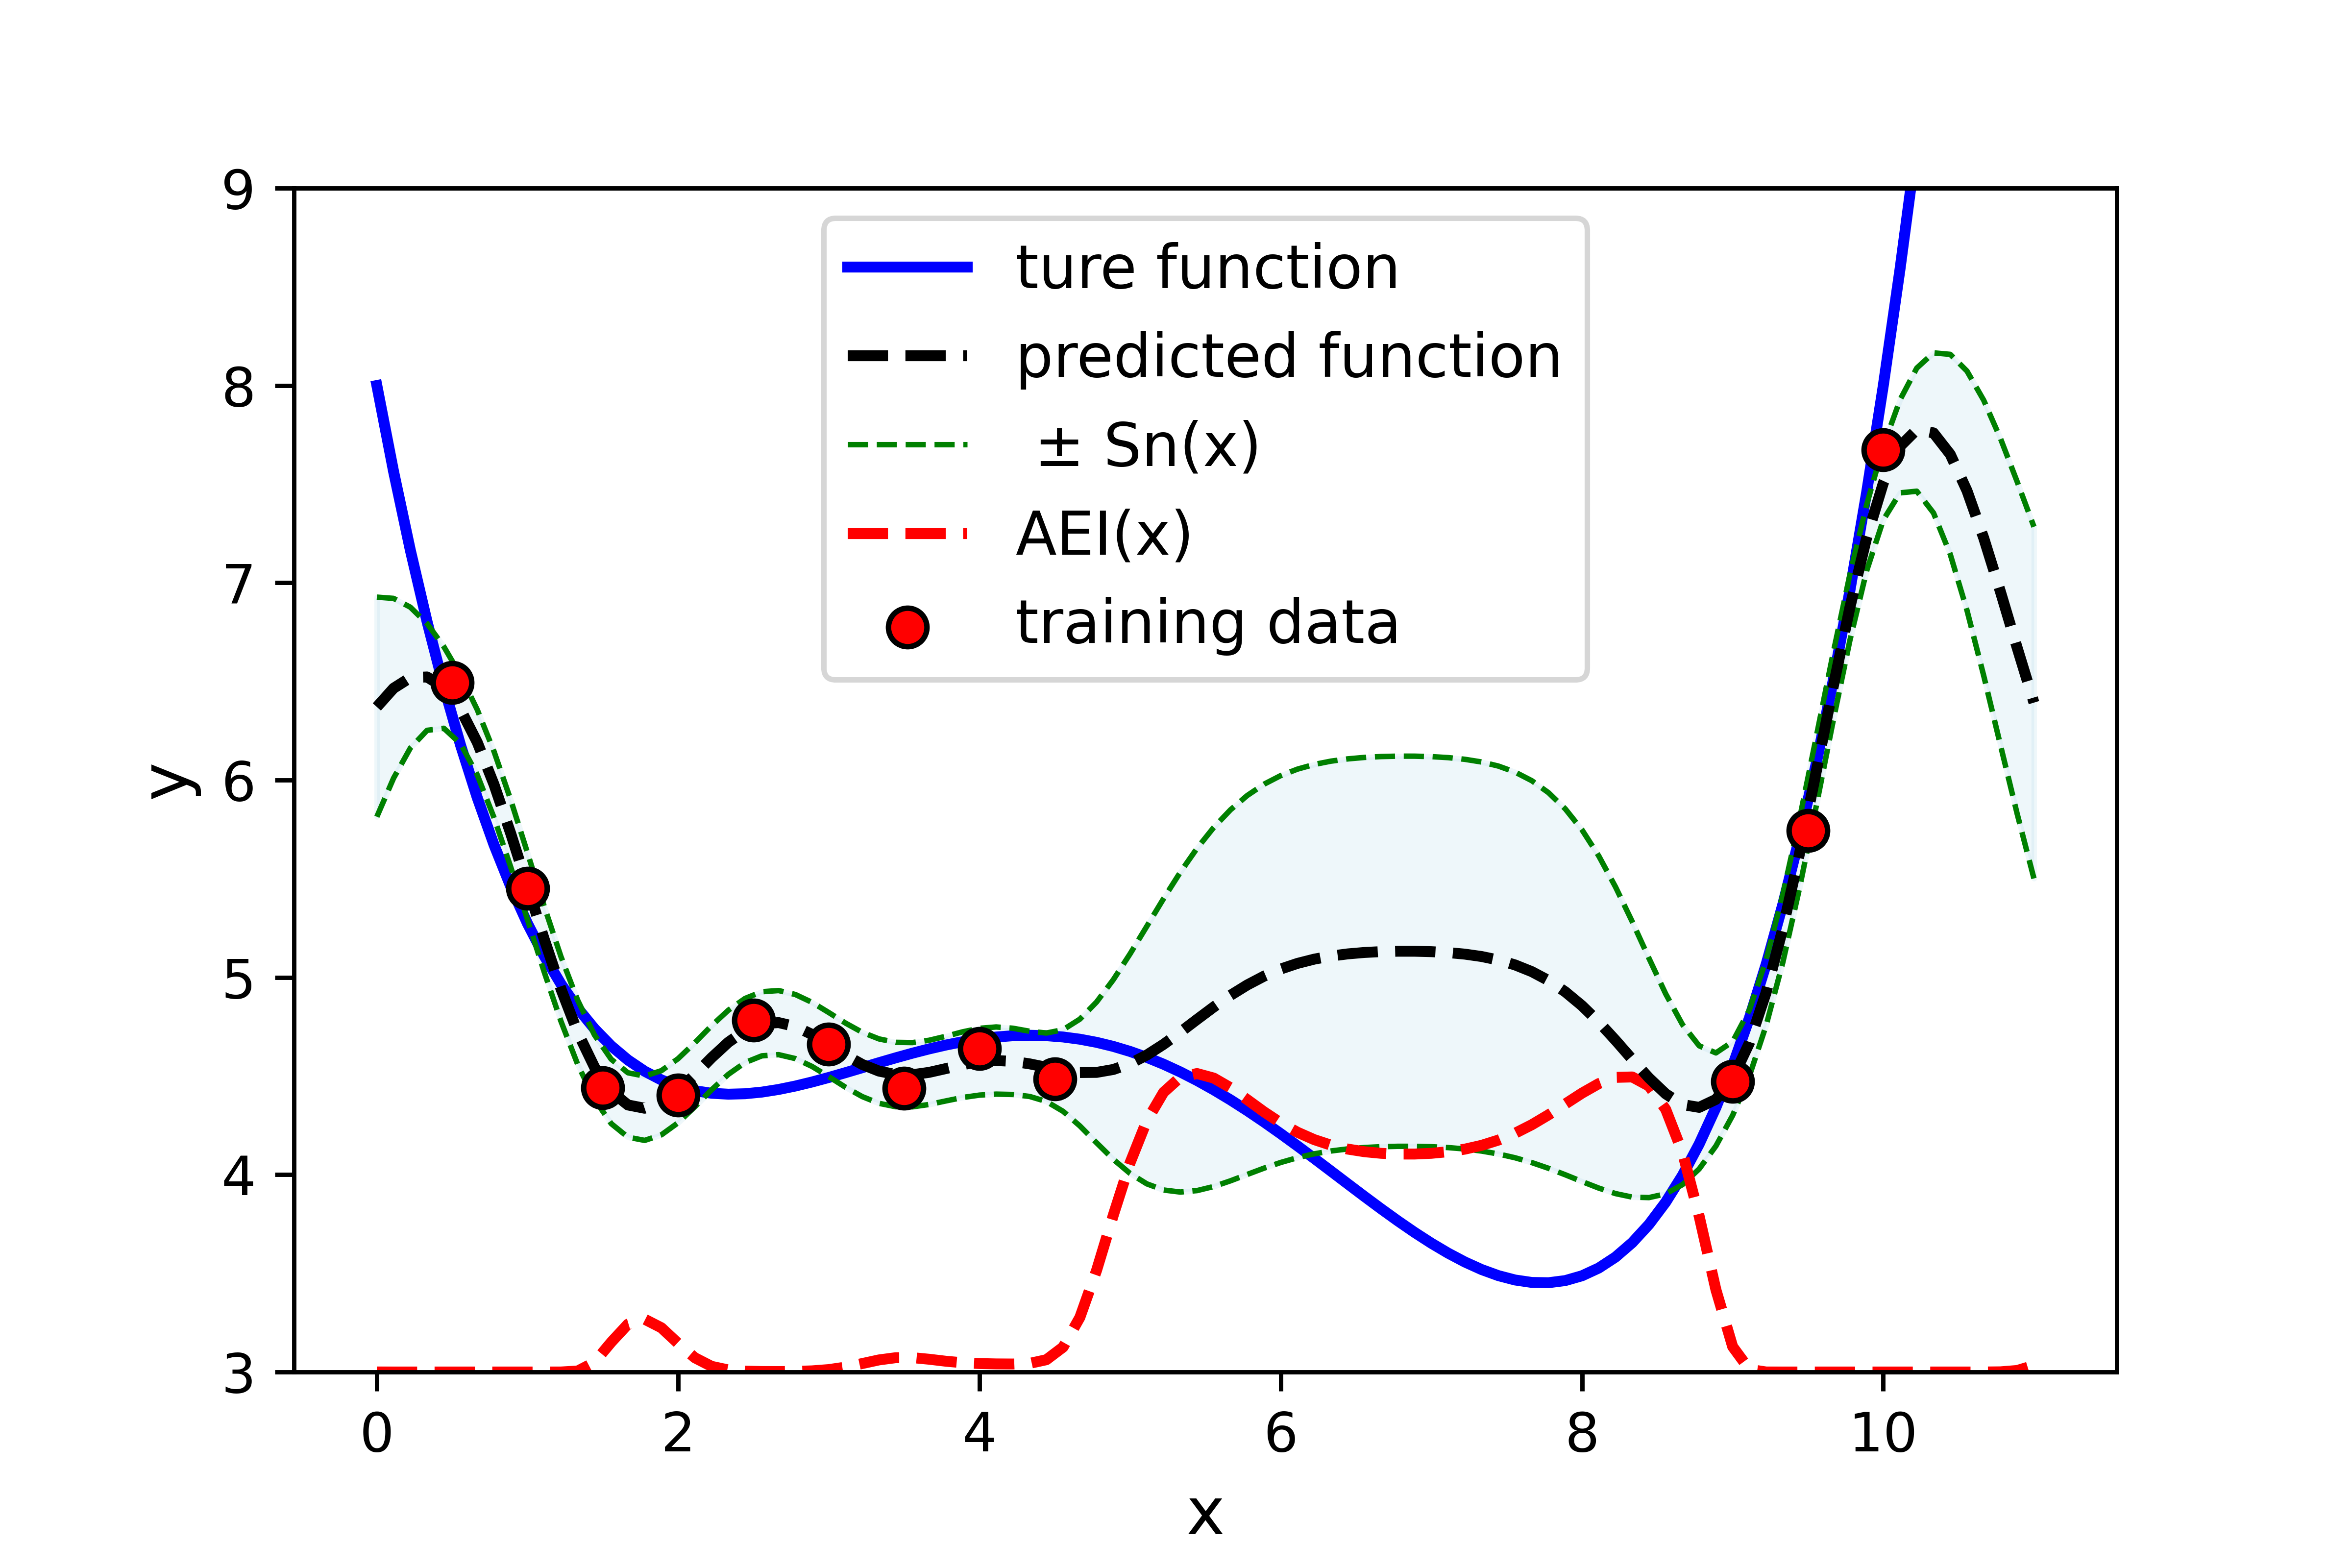 9
8
7
6
5
4
3
y
ture function
predicted function
± Sn(x)
AEI(x)
training data
0 2 4 6 8 10
x